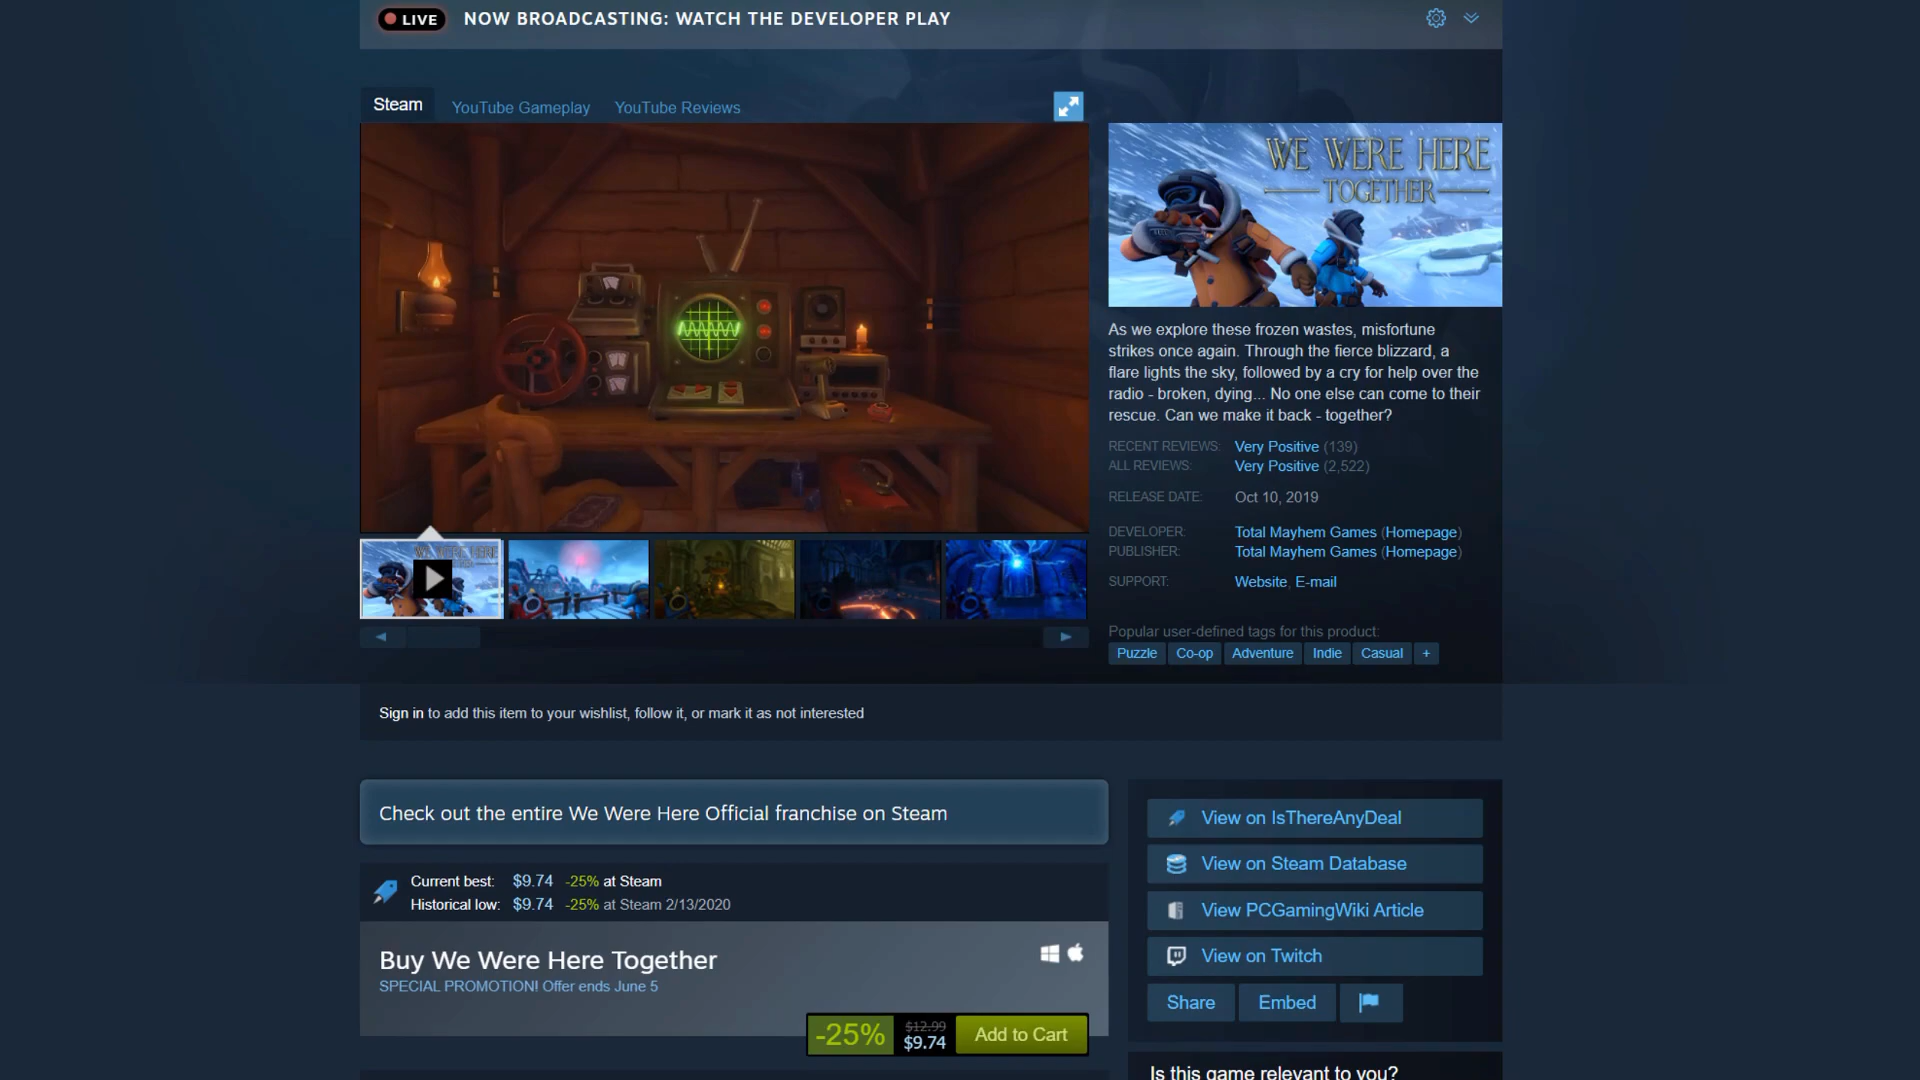 LIVE NOW BROADCASTING: WATCH THE DEVELOPER PLAY
Steam YouTube Gameplay YouTube Reviews
WE WERE HERE
TOGETHER
As we explore these frozen wastes, misfortune
strikes once again. Through the fierce blizzard, a
flare lights the sky, followed by a cry for help over the
radio - broken, dying... No one else can come to their
rescue. Can we make it back - together?
RECENT REVIEWS: Very Positive (139)
ALL REVIEWS: Very Positive (2,522)
RELEASE DATE: Oct 10, 2019
DEVELOPER: Total Mayhem Games (Homepage)
PUBLISHER: Total Mayhem Games (Homepage)
SUPPORT: Website, E-mail
Popular user-defined tags for this product:
Puzzle Co-op Adventure Indie Casual +
WE WERE HERE
Sign in to add this item to your wishlist, follow it, or mark it as not interested
Check out the entire We Were Here Official franchise on Steam
Current best: $9.74 -25% at Steam
Historical low: $9.74 -25% at Steam 2/13/2020
Buy We Were Here Together
SPECIAL PROMOTION! Offer ends June 5
-25% $12.99 $9.74 Add to Cart
View on IsThereAnyDeal
View on Steam Database
View PCGamingWiki Article
View on Twitch
Share Embed
Is this game relevant to you?